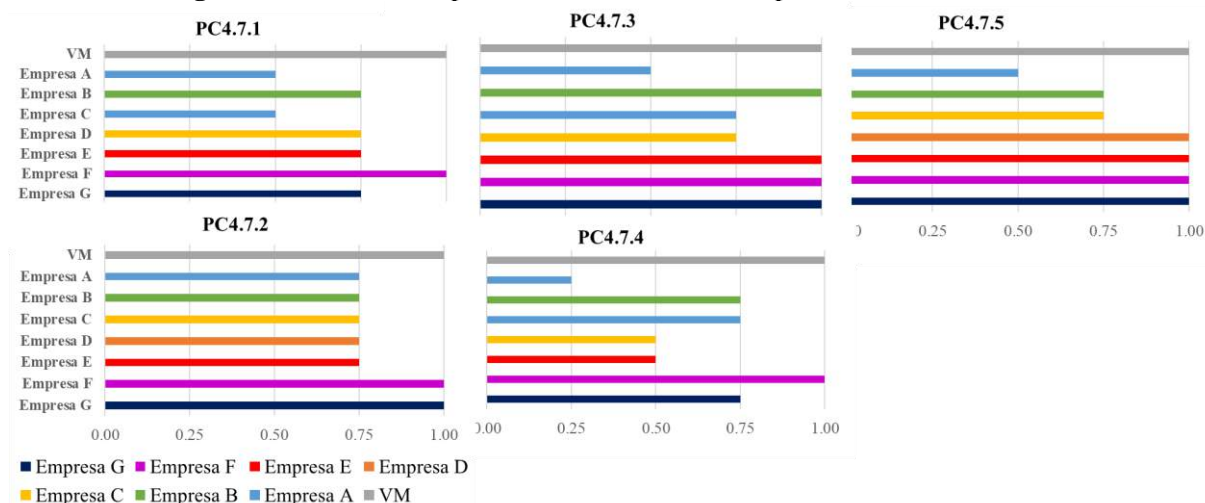 PC4.7.1
VM
Empresa A
Empresa B
Empresa C
Empresa D
Empresa E
Empresa F
Empresa G
PC4.7.3
PC4.7.5
0.25 0.50 0.75 1.00
PC4.7.2
VM
Empresa A
Empresa B
Empresa C
Empresa D
Empresa E
Empresa F
Empresa G
0.00 0.25 0.50 0.75 1.00
PC4.7.4
0.00 0.25 0.50 0.75 1.00
Empresa G Empresa F Empresa E Empresa D
Empresa C Empresa B Empresa A VM